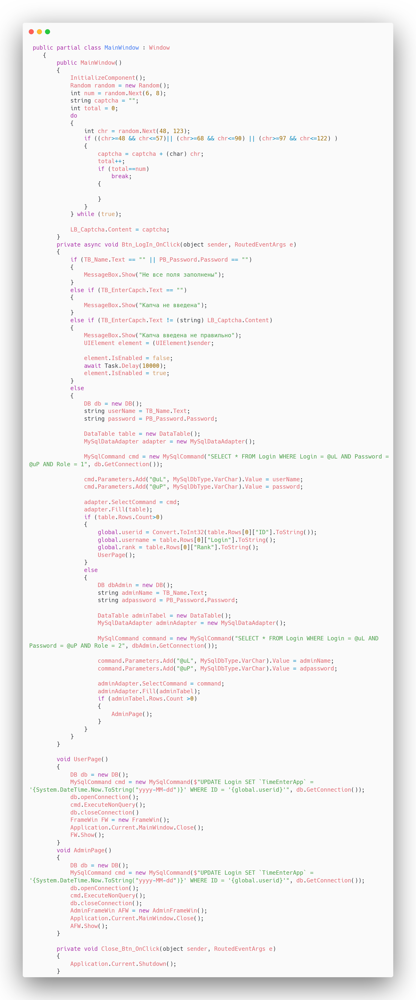 public partial class MainWindow : Window
{
public MainWindow()
{
InitializeComponent();
Random random = new Random();
int num = random.Next(6, 8);
string captcha = "";
int total = 0;
do
{
int chr = random.Next(48, 123);
if ((chr>=48 && chr<=57)|| (chr>=68 && chr<=90) || (chr>=97 && chr<=122) )
{
captcha = captcha + (char) chr;
total++;
if (total==num)
break;
{
}
}
} while (true);
LB_Captcha.Content = captcha;
}
private async void Btn_LogIn_OnClick(object sender, RoutedEventArgs e)
{
if (TB_Name.Text == "" || PB_Password.Password == "")
{
MessageBox.Show("Не все поля заполнены");
}
else if (TB_EnterCapch.Text == "")
{
MessageBox.Show("Капча не введена");
}
else if (TB_EnterCapch.Text != (string) LB_Captcha.Content)
{
MessageBox.Show("Капча введена не правильно");
UIElement element = (UIElement)sender;
element.IsEnabled = false;
await Task.Delay(10000);
element.IsEnabled = true;
}
else
{
DB db = new DB();
string userName = TB_Name.Text;
string password = PB_Password.Password;
DataTable table = new DataTable();
MySqlDataAdapter adapter = new MySqlDataAdapter();
MySqlCommand cmd = new MySqlCommand("SELECT * FROM Login WHERE Login = @uL AND Password =
@uP AND Role = 1", db.GetConnection());
cmd.Parameters.Add("@uL", MySqlDbType.VarChar).Value = userName;
cmd.Parameters.Add("@uP", MySqlDbType.VarChar).Value = password;
adapter.SelectCommand = cmd;
adapter.Fill(table);
if (table.Rows.Count>0)
{
global.userid = Convert.ToInt32(table.Rows[0]["ID"].ToString());
global.username = table.Rows[0]["Login"].ToString();
global.rank = table.Rows[0]["Rank"].ToString();
UserPage();
}
else
{
DB dbAdmin = new DB();
string adminName = TB_Name.Text;
string adpassword = PB_Password.Password;
DataTable adminTabel = new DataTable();
MySqlDataAdapter adminAdapter = new MySqlDataAdapter();
MySqlCommand command = new MySqlCommand("SELECT * FROM Login WHERE Login = @uL AND
Password = @uP AND Role = 2", dbAdmin.GetConnection());
command.Parameters.Add("@uL", MySqlDbType.VarChar).Value = adminName;
command.Parameters.Add("@uP", MySqlDbType.VarChar).Value = adpassword;
adminAdapter.SelectCommand = command;
adminAdapter.Fill(adminTabel);
if (adminTabel.Rows.Count >0)
{
AdminPage();
}
}
}
}
void UserPage()
{
DB db = new DB();
MySqlCommand cmd = new MySqlCommand($"UPDATE Login SET `TimeEnterApp` =
'{System.DateTime.Now.ToString("yyyy-MM-dd")}' WHERE ID = '{global.userid}'", db.GetConnection());
db.openConnection();
cmd.ExecuteNonQuery();
db.closeConnection()
FrameWin FW = new FrameWin();
Application.Current.MainWindow.Close();
FW.Show();
}
void AdminPage()
{
DB db = new DB();
MySqlCommand cmd = new MySqlCommand($"UPDATE Login SET `TimeEnterApp` =
'{System.DateTime.Now.ToString("yyyy-MM-dd")}' WHERE ID = '{global.userid}'", db.GetConnection());
db.openConnection();
cmd.ExecuteNonQuery();
db.closeConnection();
AdminFrameWin AFW = new AdminFrameWin();
Application.Current.MainWindow.Close();
AFW.Show();
}
private void Close_Btn_OnClick(object sender, RoutedEventArgs e)
{
Application.Current.Shutdown();
}